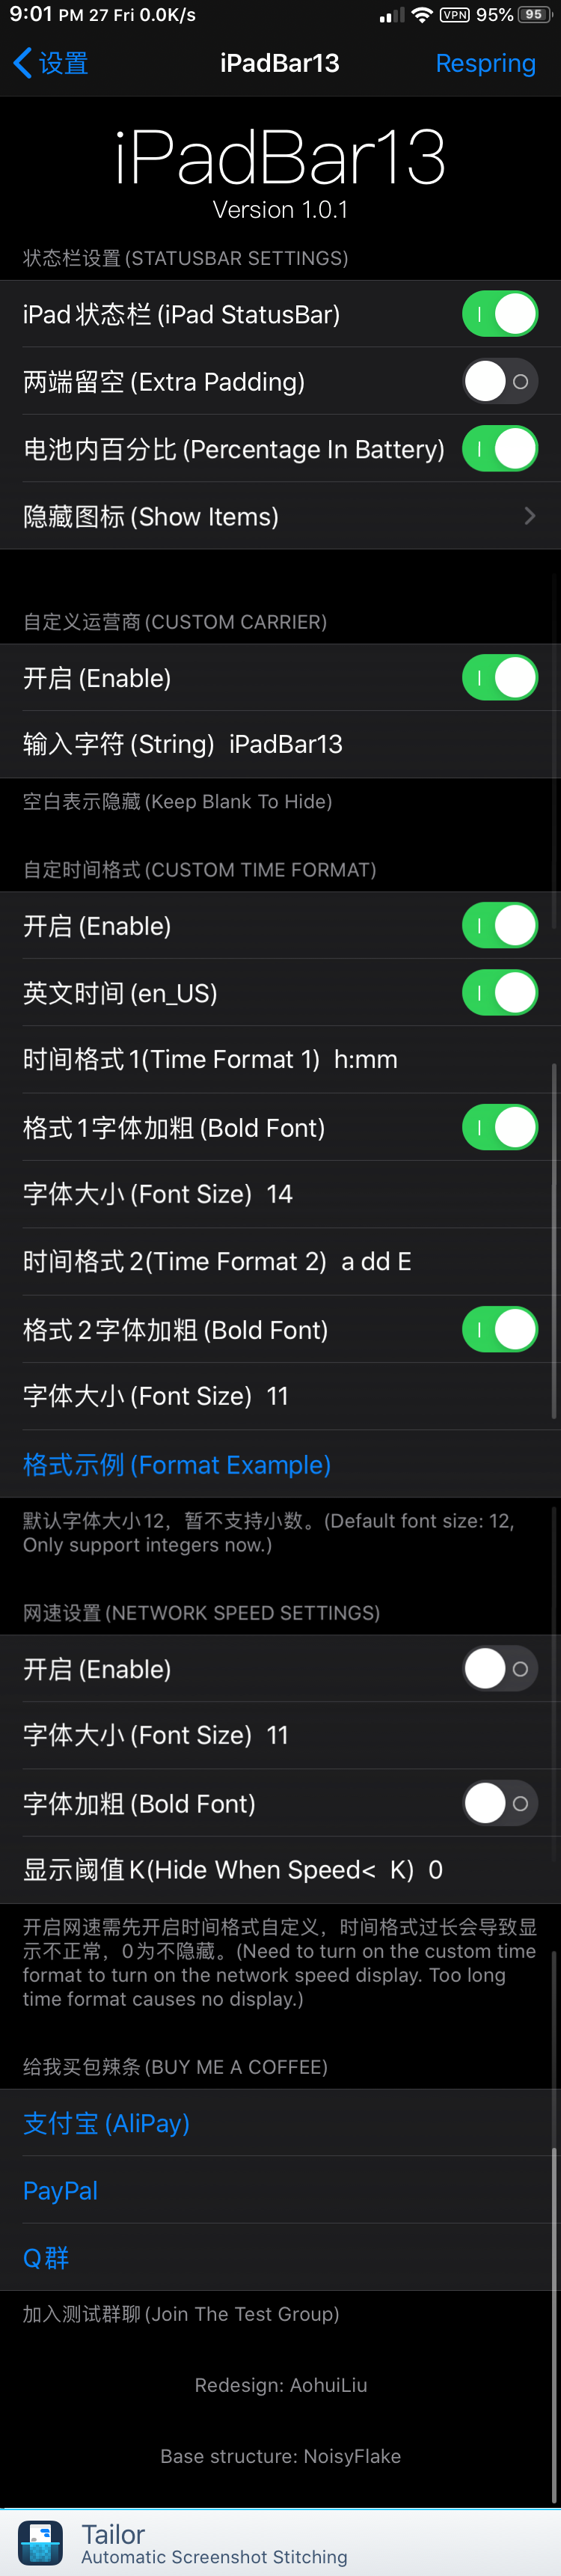 9:01 PM 27 Fri 0.0K/s VPN 95% 95
设置 iPadBar13 Respring
iPadBar13
Version 1.0.1
状态栏设置 (STATUSBAR SETTINGS)
iPad 状态栏 (iPad StatusBar)
两端留空 (Extra Padding)
电池内百分比 (Percentage In Battery)
隐藏图标 (Show Items)
自定义运营商 (CUSTOM CARRIER)
开启 (Enable)
输入字符 (String) iPadBar13
空白表示隐藏 (Keep Blank To Hide)
自定时间格式 (CUSTOM TIME FORMAT)
开启 (Enable)
英文时间 (en_US)
时间格式 1(Time Format 1) h:mm
格式 1 字体加粗 (Bold Font)
字体大小 (Font Size) 14
时间格式 2(Time Format 2) a dd E
格式 2 字体加粗 (Bold Font)
字体大小 (Font Size) 11
格式示例 (Format Example)
默认字体大小 12，暂不支持小数。(Default font size: 12,
Only support integers now.)
网速设置 (NETWORK SPEED SETTINGS)
开启 (Enable)
字体大小 (Font Size) 11
字体加粗 (Bold Font)
显示阈值 K(Hide When Speed< K) 0
开启网速需先开启时间格式自定义，时间格式过长会导致显
示不正常，0 为不隐藏。(Need to turn on the custom time
format to turn on the network speed display. Too long
time format causes no display.)
给我买包辣条 (BUY ME A COFFEE)
支付宝 (AliPay)
PayPal
Q群
加入测试群聊 (Join The Test Group)
Redesign: AohuiLiu
Base structure: NoisyFlake
Tailor
Automatic Screenshot Stitching